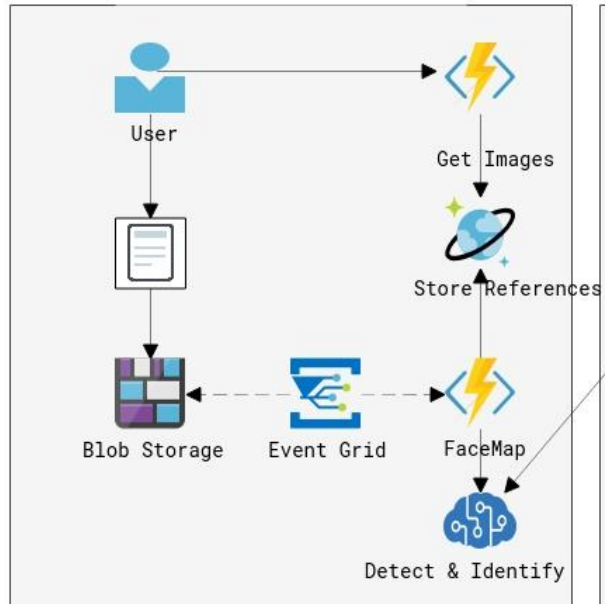 User
Get Images
Store References
Blob Storage
Event Grid
FaceMap
Detect & Identify